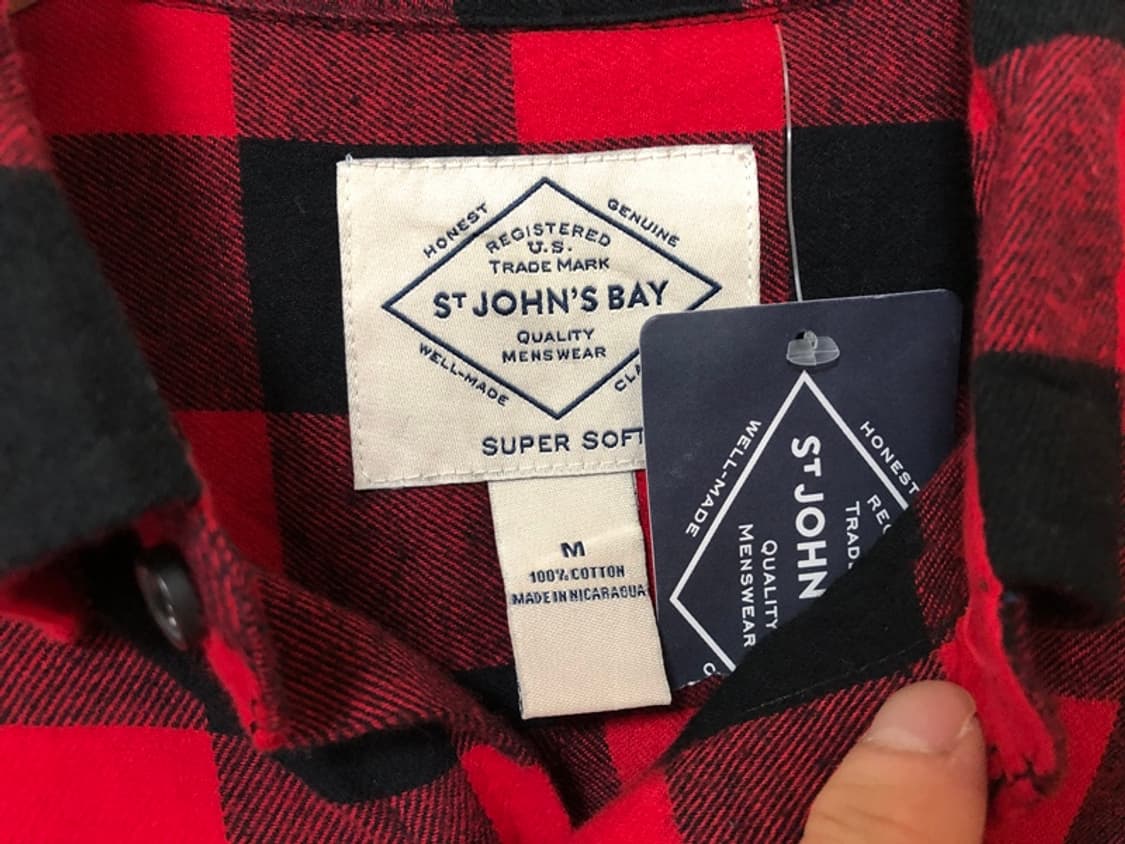 HONEST
GENUINE
REGISTERED
U.S.
TRADE MARK
ST JOHN'S BAY
QUALITY
MENSWEAR
WELL-MADE
SUPER SOFT
M
100% COTTON
MADE IN NICARAGUA
HONEST
WELL-MADE
ST JOHN
QUALITY
MENSWEAR